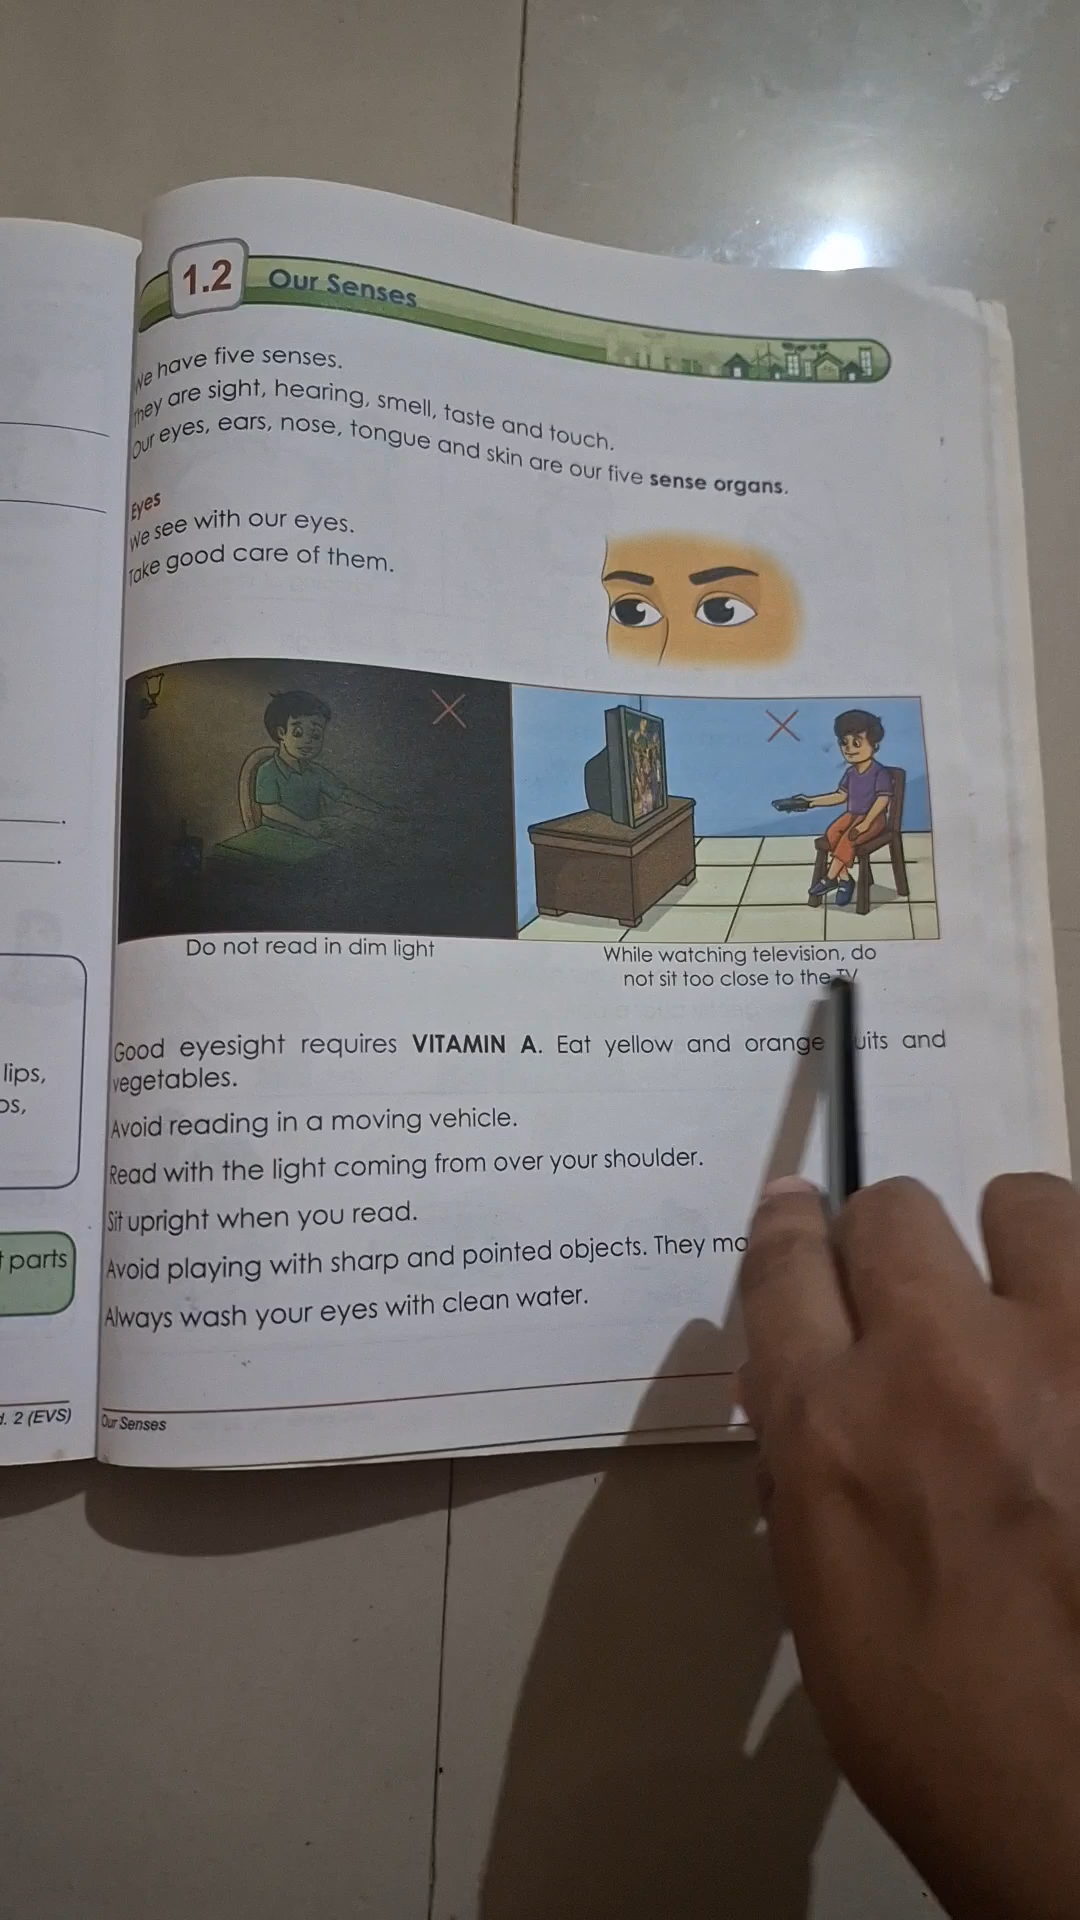 1.2 Our Senses
We have five senses.
They are sight, hearing, smell, taste and touch.
Our eyes, ears, nose, tongue and skin are our five sense organs.
Eyes
We see with our eyes.
Take good care of them.
Do not read in dim light
While watching television, do
not sit too close to the TV
Good eyesight requires VITAMIN A. Eat yellow and orange
and
vegetables.
Avoid reading in a moving vehicle.
Read with the light coming from over your shoulder.
Sit upright when you read.
Avoid playing with sharp and pointed objects. They
Always wash your eyes with clean water.
Our Senses
lips,
parts
2 (EVS)